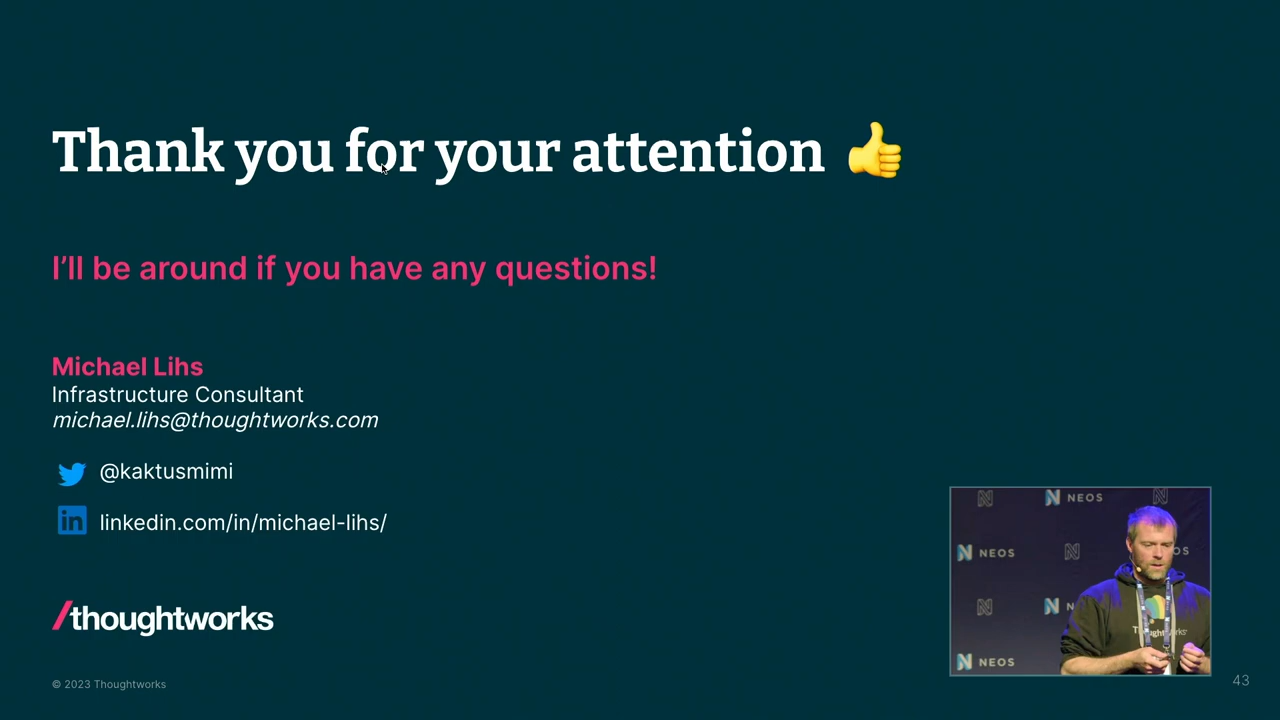 Thank you for your attention 👍
I'll be around if you have any questions!
Michael Lihs
Infrastructure Consultant
michael.lihs@thoughtworks.com
@kaktusmimi
linkedin.com/in/michael-lihs/
/thoughtworks
© 2023 Thoughtworks
NEOS
NEOS
NEOS
43